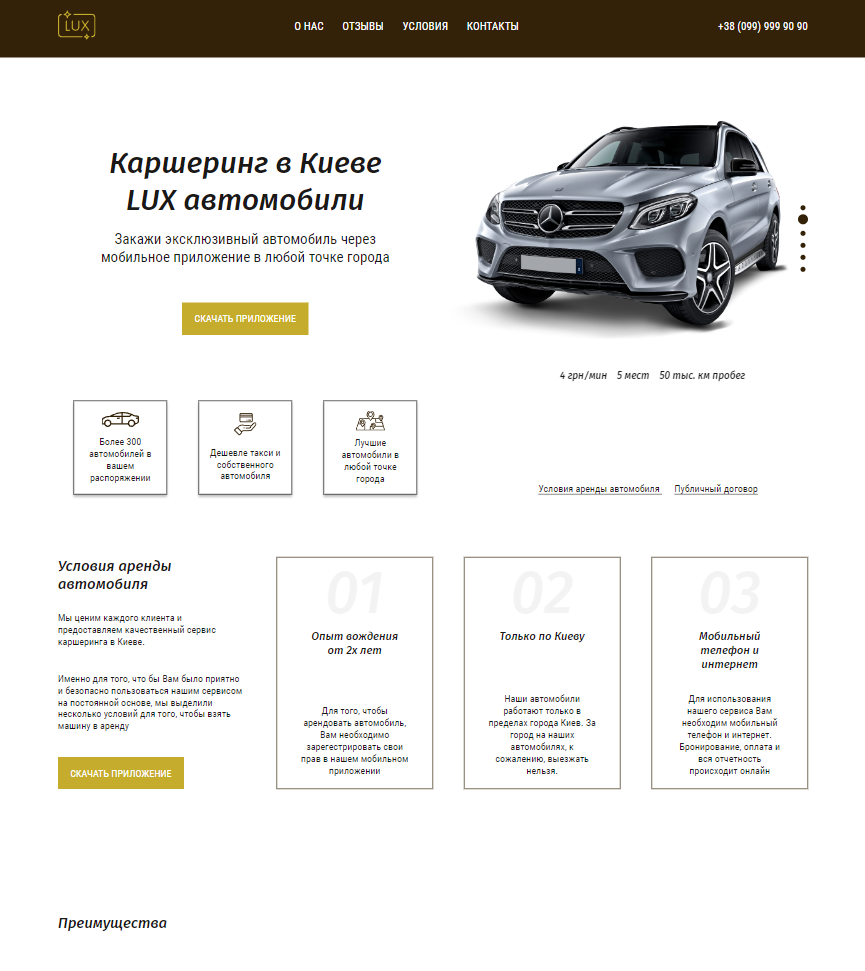 LUX
О НАС ОТЗЫВЫ УСЛОВИЯ КОНТАКТЫ
+38 (099) 999 90 90
Каршеринг в Киеве
LUX автомобили
Закажи эксклюзивный автомобиль через
мобильное приложение в любой точке города
СКАЧАТЬ ПРИЛОЖЕНИЕ
4 грн/мин 5 мест 50 тыс. км пробег
Более 300
автомобилей в
вашем
распоряжении
Дешевле такси и
собственного
автомобиля
Лучшие
автомобили в
любой точке
города
Условия аренды автомобиля
Публичный договор
Условия аренды
автомобиля
Мы ценим каждого клиента и
предоставляем качественный сервис
каршеринга в Киеве.
Именно для того, что бы Вам было приятно
и безопасно пользоваться нашим сервисом
на постоянной основе, мы выделили
несколько условий для того, чтобы взять
машину в аренду
СКАЧАТЬ ПРИЛОЖЕНИЕ
01
Опыт вождения
от 2х лет
Для того, чтобы
арендовать автомобиль,
Вам необходимо
зарегестрировать свои
прав в нашем мобильном
приложении
02
Только по Киеву
Наши автомобили
работают только в
пределах города Киев. За
город на наших
автомобилях, к
сожалению, выезжать
нельзя.
03
Мобильный
телефон и
интернет
Для использования
нашего сервиса Вам
необходим мобильный
телефон и интернет.
Бронирование, оплата и
вся отчетность
происходит онлайн
Преимущества